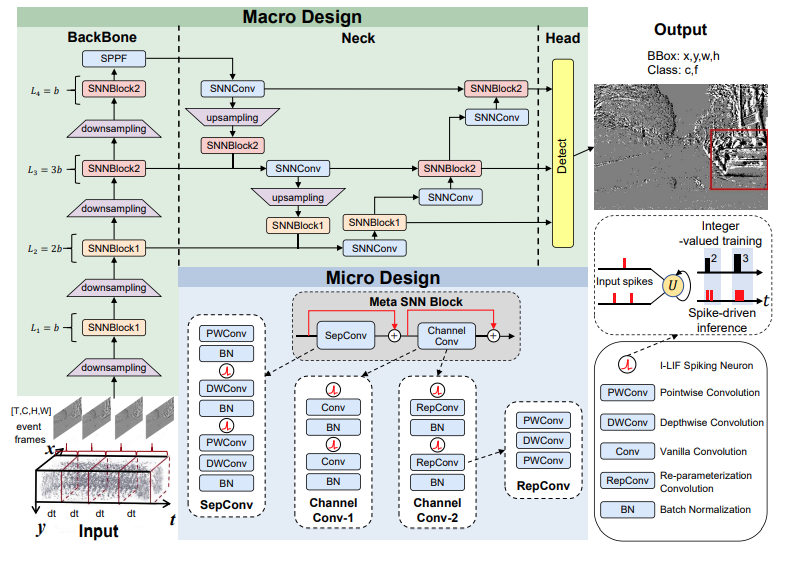 Macro Design
BackBone
Neck
Head
SPPF
L₄ = b
SNNBlock2
downsampling
L₃ = 3b
SNNBlock2
downsampling
L₂ = 2b
SNNBlock1
downsampling
L₁ = b
SNNBlock1
downsampling
SNNConv
upsampling
SNNBlock2
SNNConv
upsampling
SNNBlock1
SNNConv
SNNBlock1
SNNConv
SNNBlock2
SNNConv
SNNBlock2
Detect
Output
BBox: x,y,w,h
Class: c,f
[T,C,H,W]
event
frames
x
y
t
dt
dt
dt
dt
Input
Micro Design
Meta SNN Block
SepConv
+
Channel
Conv
+
PWConv
BN
DWConv
BN
PWConv
DWConv
BN
SepConv
Conv
BN
Conv
BN
Channel
Conv-1
RepConv
BN
RepConv
BN
Channel
Conv-2
PWConv
DWConv
PWConv
RepConv
Integer
-valued training
Input spikes
U
2
3
t
Spike-driven
inference
I-LIF Spiking Neuron
PWConv Pointwise Convolution
DWConv Depthwise Convolution
Conv Vanilla Convolution
RepConv Re-parameterization
Convolution
BN Batch Normalization